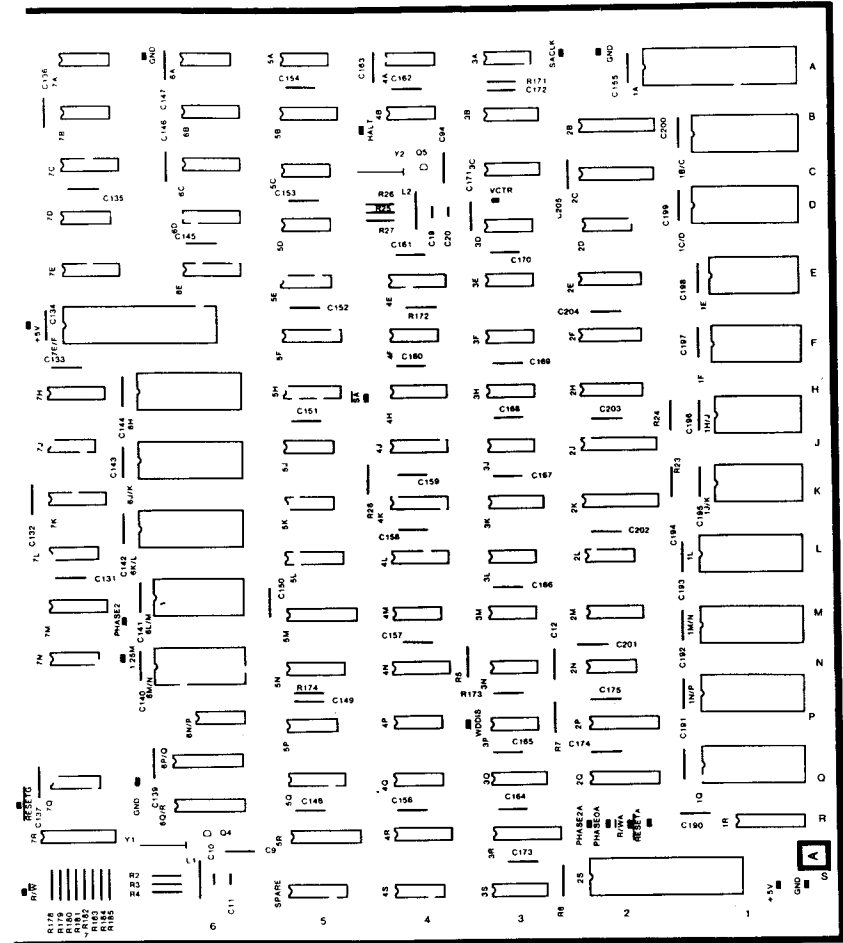 C136
7A
GND
6A
5A
C154
C163
4A
C162
3A
SACLK
R171
C172
GND
C155
1A
A
7B
C147
C146
6B
5B
HALT
4B
C94
3B
2B
C200
1B/C
B
7C
C135
6C
5C
C153
Y2
Q5
3C
C171
VCTR
2C
C205
C
7D
6D
C145
5D
R26
R25
R27
L2
C19
C20
C161
3D
C170
2D
C199
1C/D
D
7E
6E
5E
C152
4E
R172
3E
2E
C204
C198
1E
E
+5V
C134
7E/F
C133
5F
4F
C160
3F
C169
2F
C197
1F
F
7H
C144
6H
5H
C151
SA
4H
3H
C168
2H
C203
R24
C196
1H/J
H
7J
C143
6J/K
5J
4J
C159
3J
C167
2J
R23
J
C132
7K
5K
R28
4K
C158
3K
2K
C202
C195
1J/K
K
7L
C131
C142
6K/L
5L
4L
3L
C166
2L
C194
C193
1L
L
7M
PHASE2
C141
6L/M
C150
5M
4M
C157
3M
2M
C201
C192
1M/N
M
7N
1.25M
C140
6M/N
5N
R174
C149
4N
R5
R173
3N
C12
2N
C175
N
6N/P
5P
4P
WDDIS
3P
C165
R7
2P
C174
C191
1N/P
P
RESETG
C137
7Q
GND
C139
6P/Q
5Q
C148
4Q
C156
3Q
C164
2Q
1Q
Q
6Q/R
7R
Y1
Q4
C10
C9
5R
4R
3R
C173
PHASE2A
PHASE0A
R/WA
RESETA
C190
1R
R
A
R/W
R178
R179
R180
R181
R182
R183
R184
R185
R2
R3
R4
L1
C11
SPARE
4S
3S
R6
2S
+5V
GND
S
7
6
5
4
3
2
1